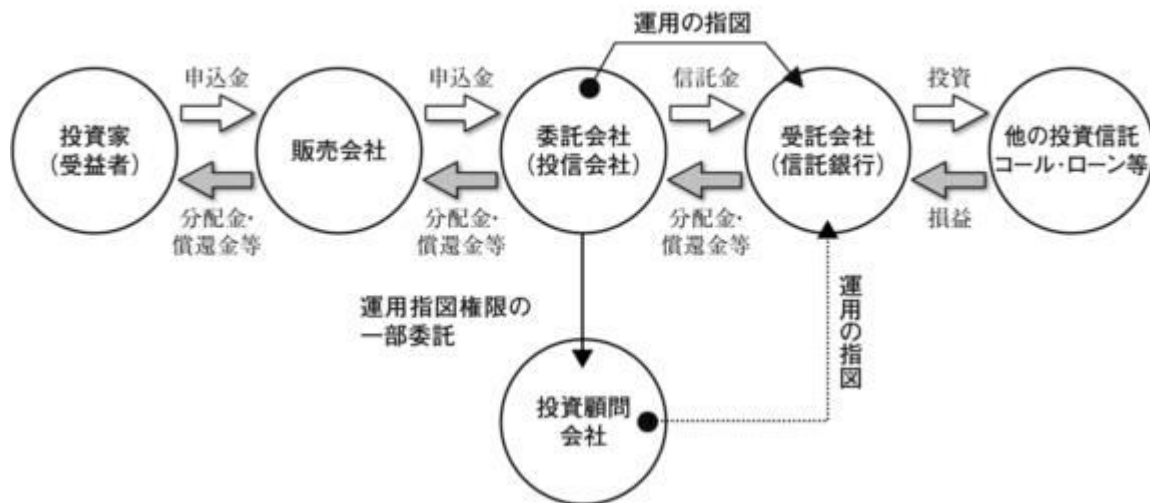 運用の指図
申込金
申込金
信託金
投資
投資家
(受益者)
販売会社
委託会社
(投信会社)
受託会社
(信託銀行)
他の投資信託
コール・ローン等
分配金・
償還金等
分配金・
償還金等
分配金・
償還金等
損益
運用指図権限の
一部委託
運用の指図
投資顧問
会社